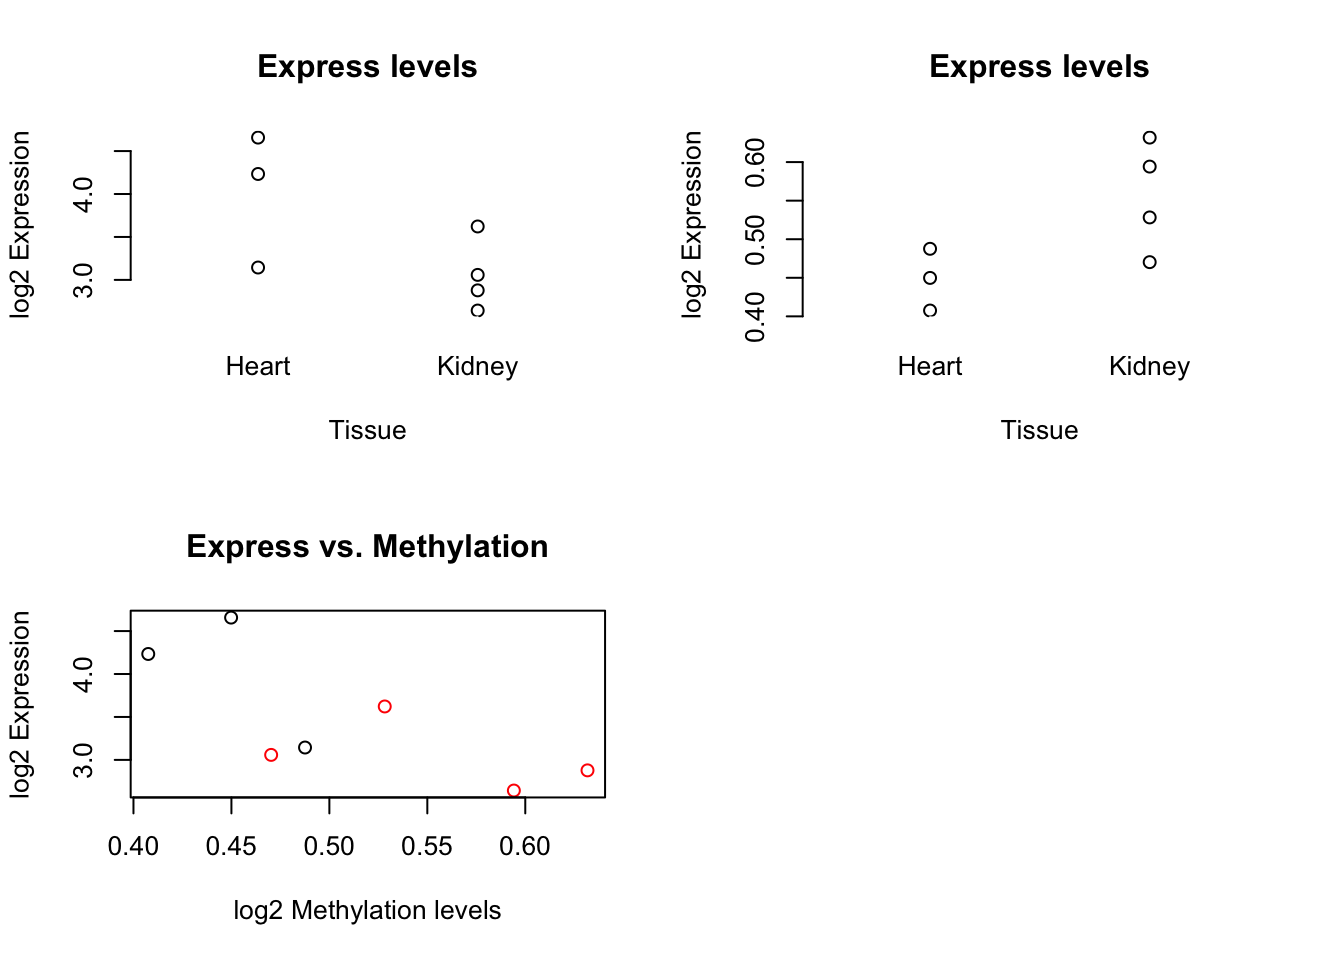 Express levels
log2 Expression
4.0
3.0
Heart Kidney
Tissue
Express levels
log2 Expression
0.60
0.50
0.40
Heart Kidney
Tissue
Express vs. Methylation
log2 Expression
4.0
3.0
0.40 0.45 0.50 0.55 0.60
log2 Methylation levels